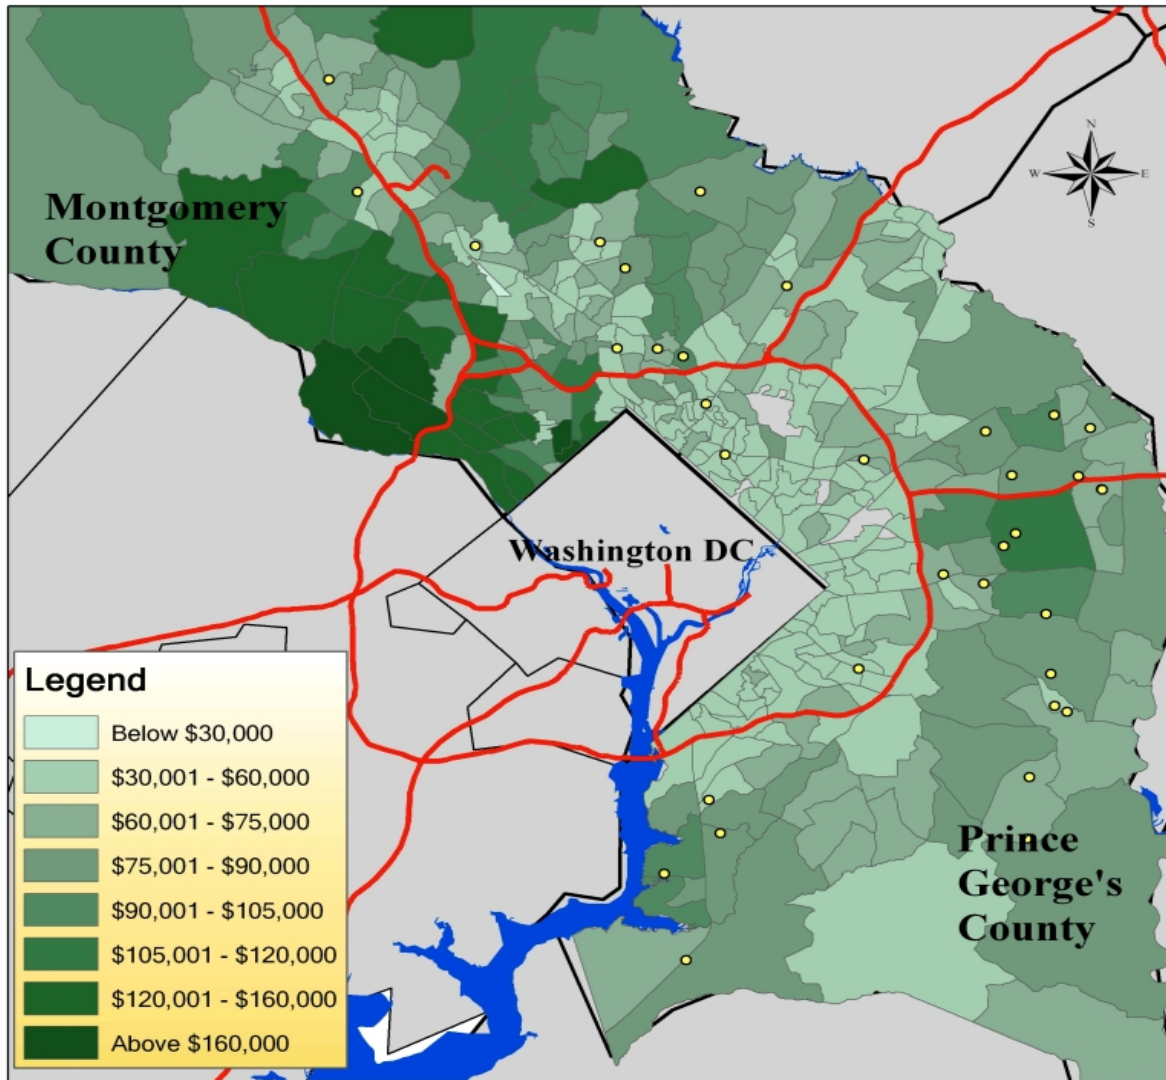 N
W E
S
Montgomery
County
Washington DC
Legend
Below $30,000
$30,001 - $60,000
$60,001 - $75,000
$75,001 - $90,000
$90,001 - $105,000
$105,001 - $120,000
$120,001 - $160,000
Above $160,000
Prince
George's
County